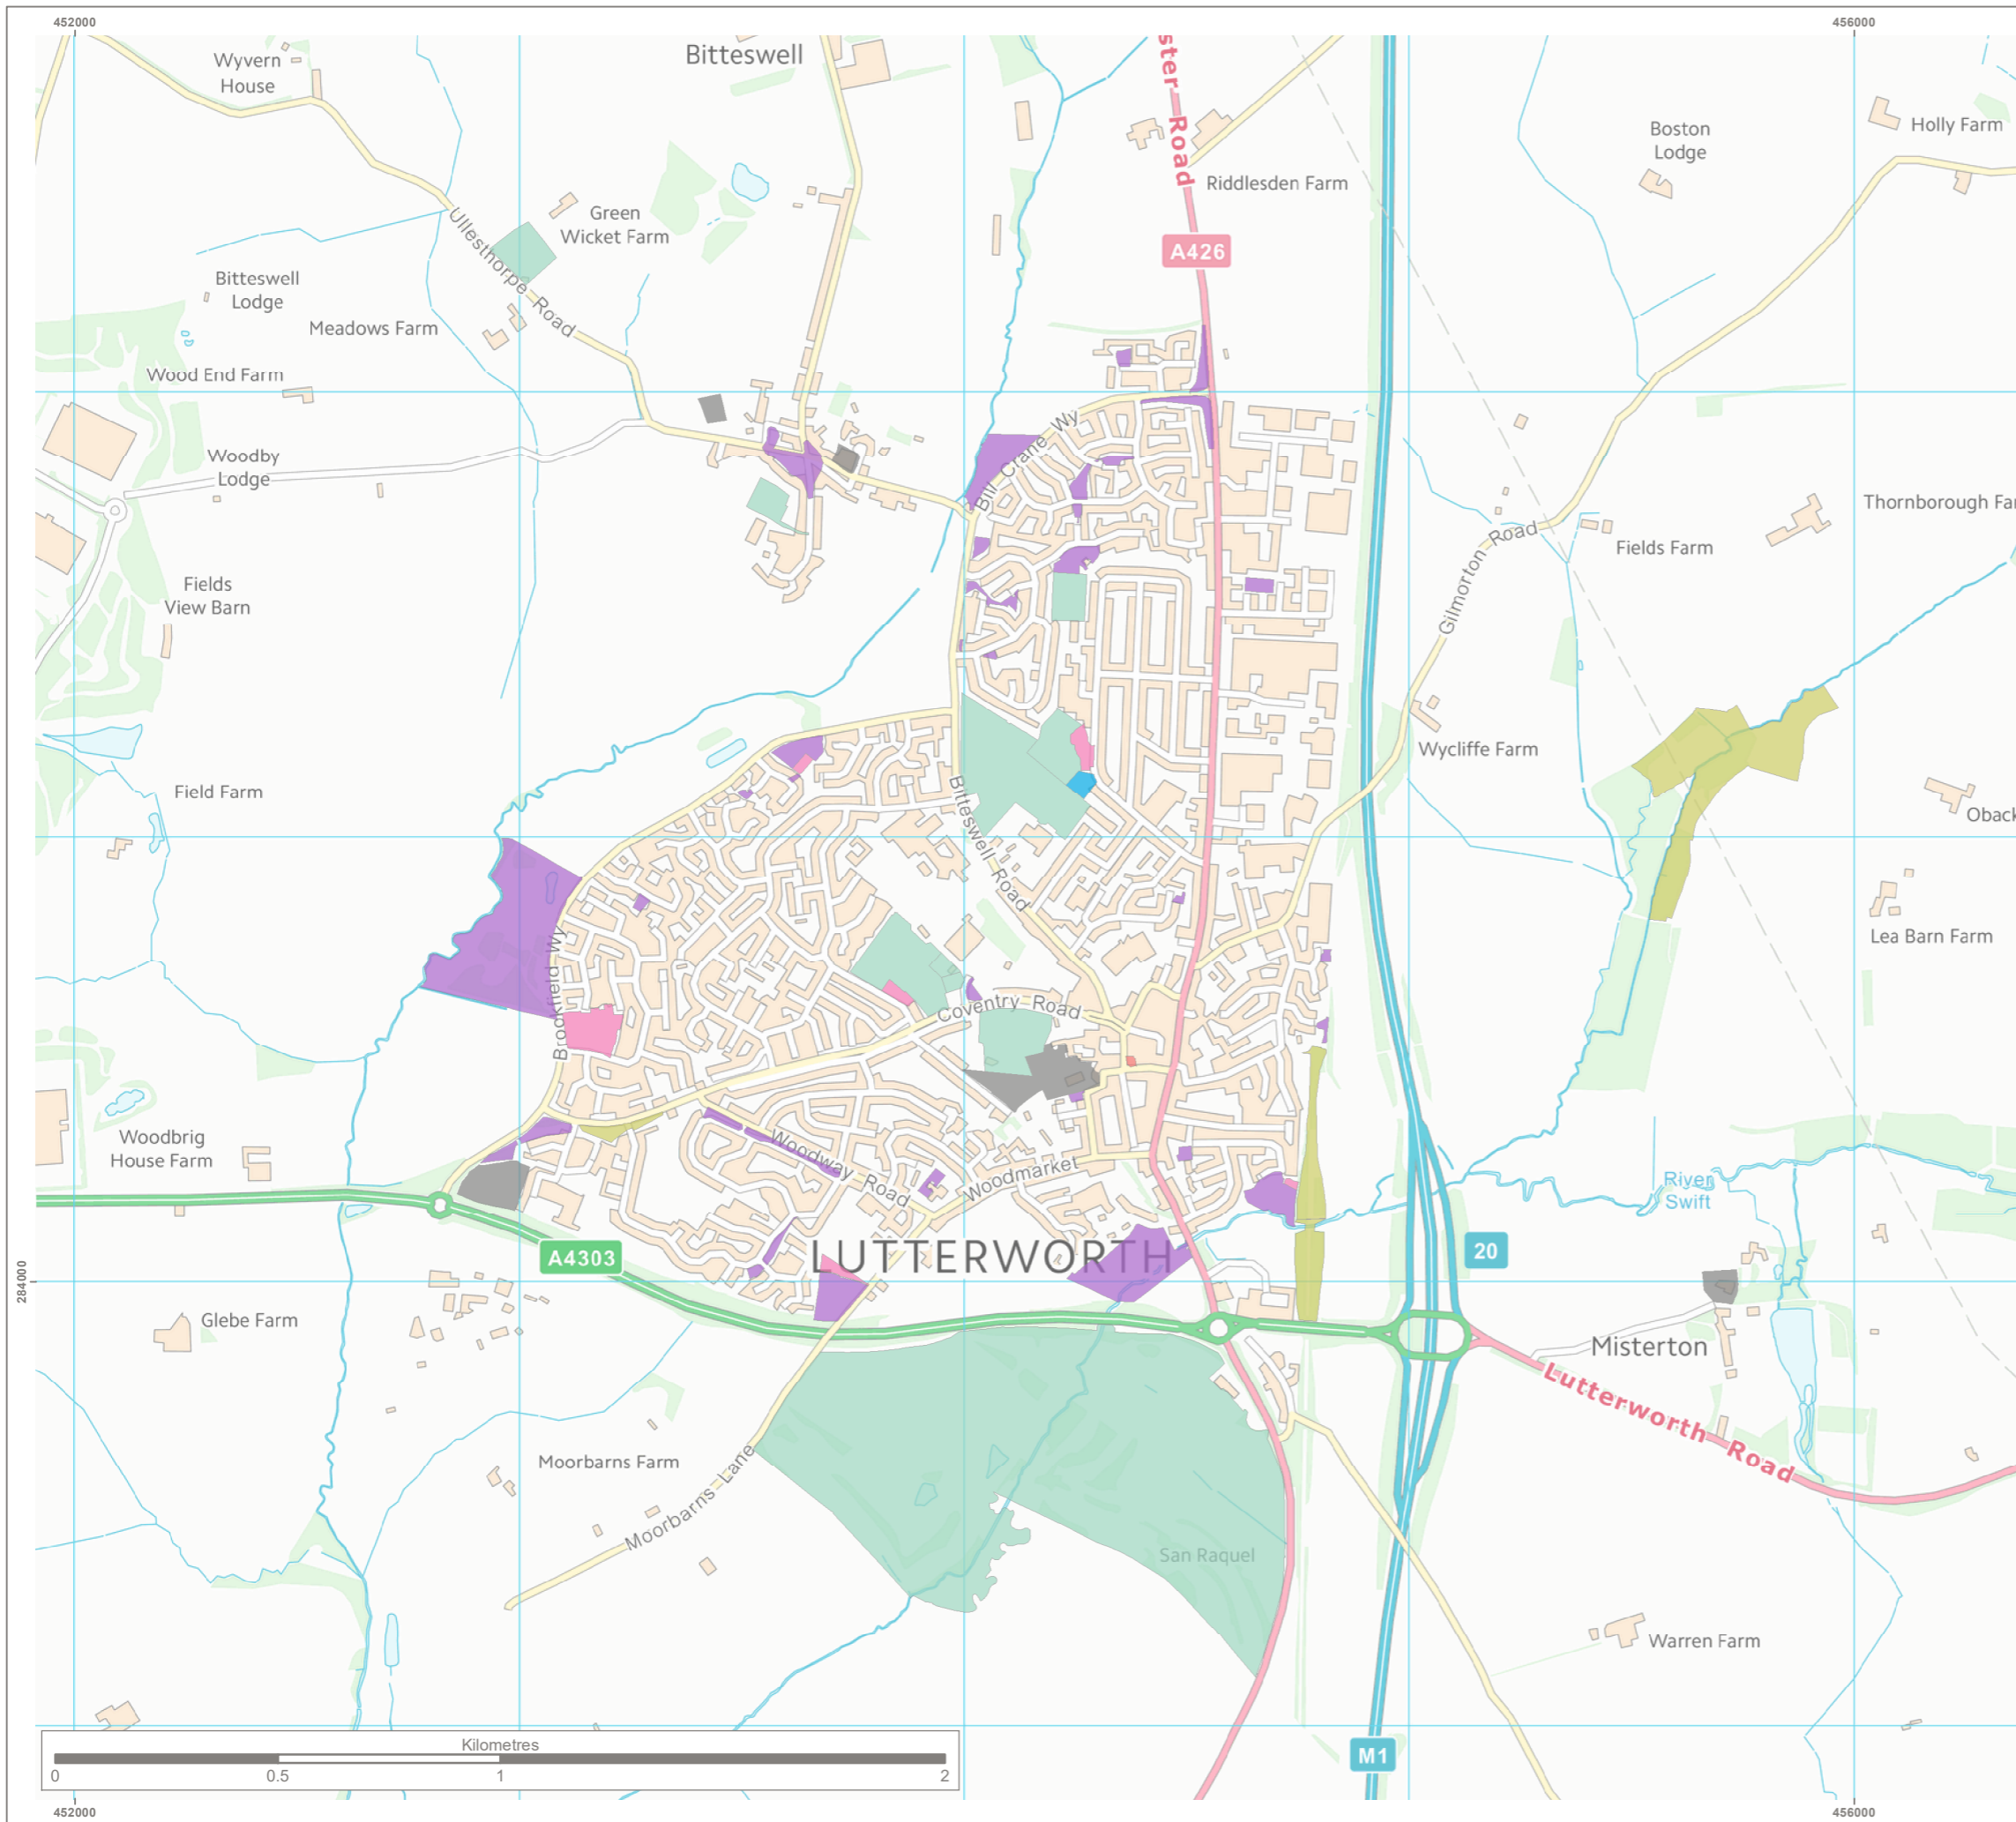 452000
456000
Wyvern
House
Bitteswell
ster Road
Boston
Lodge
Holly Farm
Riddlesden Farm
Green
Wicket Farm
Ullesthorpe Road
A426
Bitteswell
Lodge
Meadows Farm
Wood End Farm
Bill Crane Wy
Woodby
Lodge
Thornborough Far
Gilmorton Road
Fields Farm
Fields
View Barn
Wycliffe Farm
Field Farm
Bitteswell Road
Oback
Lea Barn Farm
Brookfield Wy
Coventry Road
Woodbrig
House Farm
Woodway Road
Woodmarket
River
Swift
LUTTERWORTH
A4303
20
284000
Glebe Farm
Misterton
Lutterworth Road
Moorbarns Farm
Moorbarns Lane
San Raquel
Warren Farm
Kilometres
0
0.5
1
2
M1
452000
456000